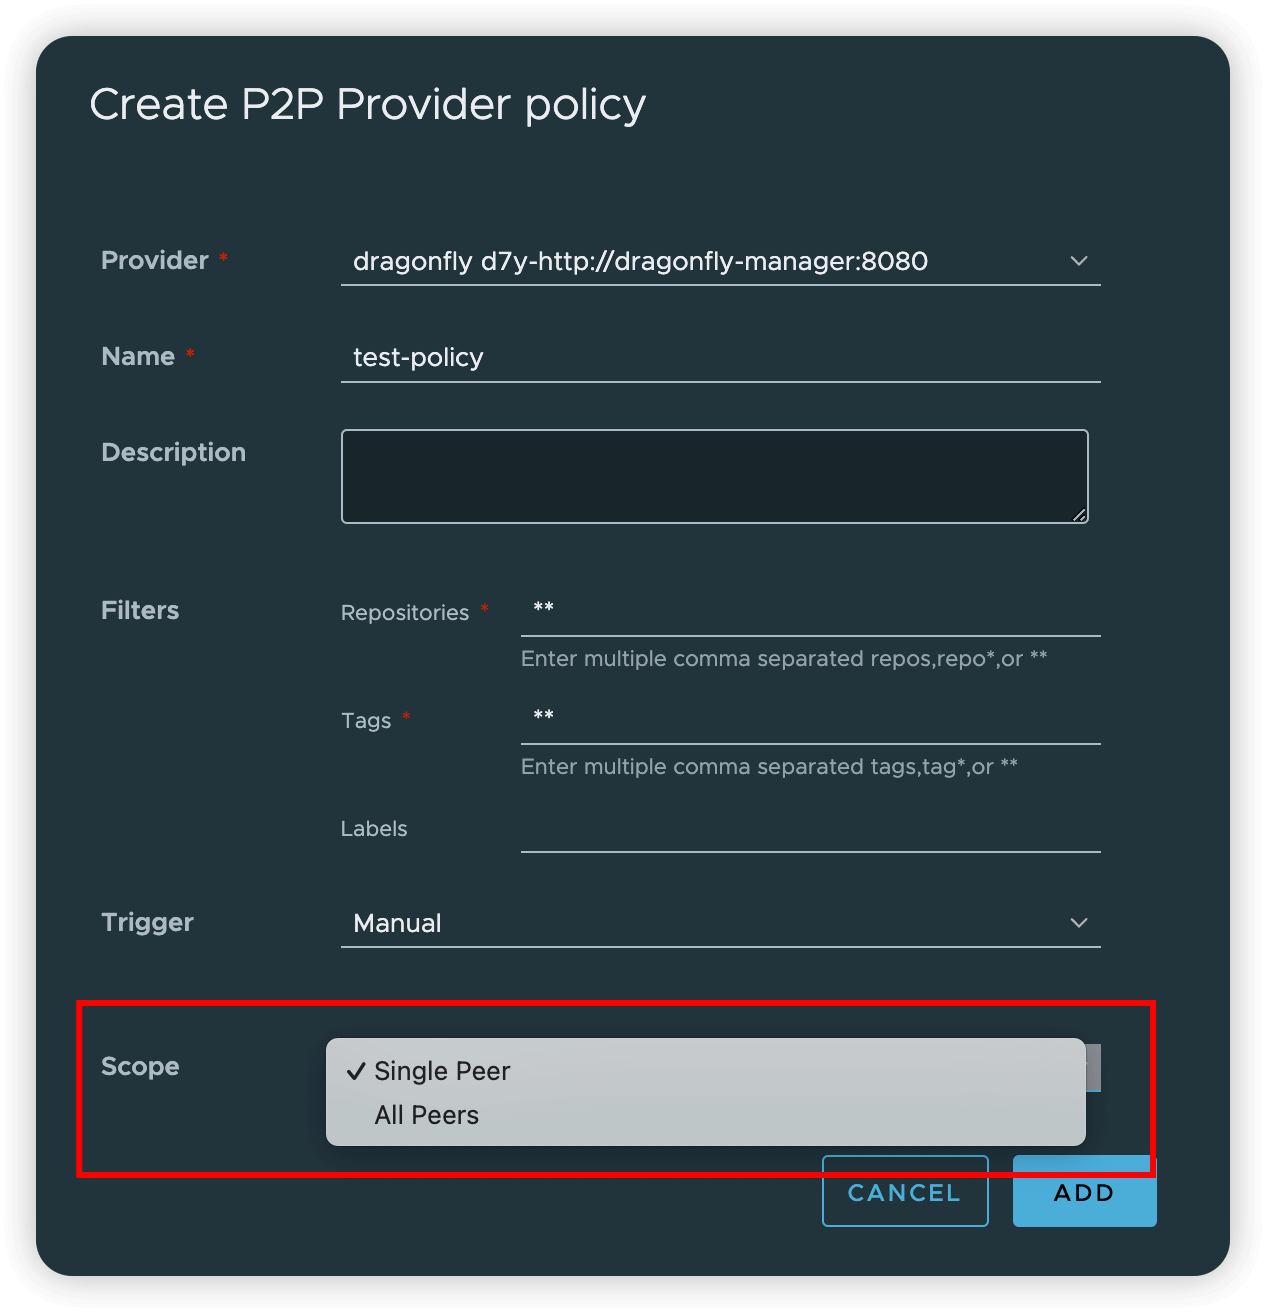 Create P2P Provider policy
Provider *
dragonfly d7y-http://dragonfly-manager:8080
Name *
test-policy
Description
Filters
Repositories *
**
Enter multiple comma separated repos,repo*,or **
Tags *
**
Enter multiple comma separated tags,tag*,or **
Labels
Trigger
Manual
Scope
✓ Single Peer
All Peers
CANCEL
ADD